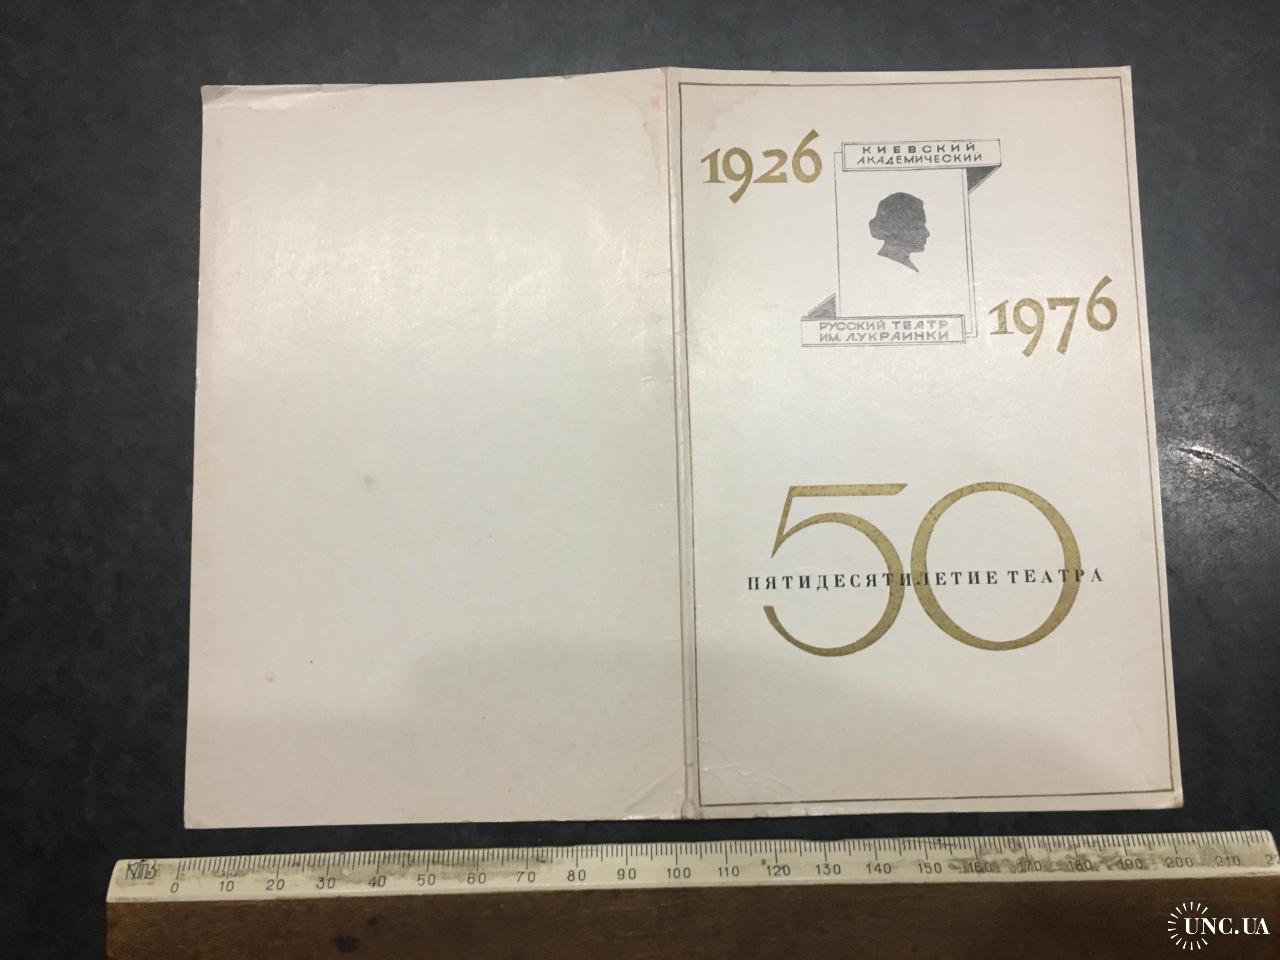 1926
КИЕВСКИЙ
АКАДЕМИЧЕСКИЙ
РУССКИЙ ТЕАТР
ИМ. Л.УКРАИНКИ
1976
50
ПЯТИДЕСЯТИЛЕТИЕ ТЕАТРА
0 10 20 30 40 50 60 70 80 90 100 110 120 130 140 150 160 170 180 190 200 210
UNC.UA